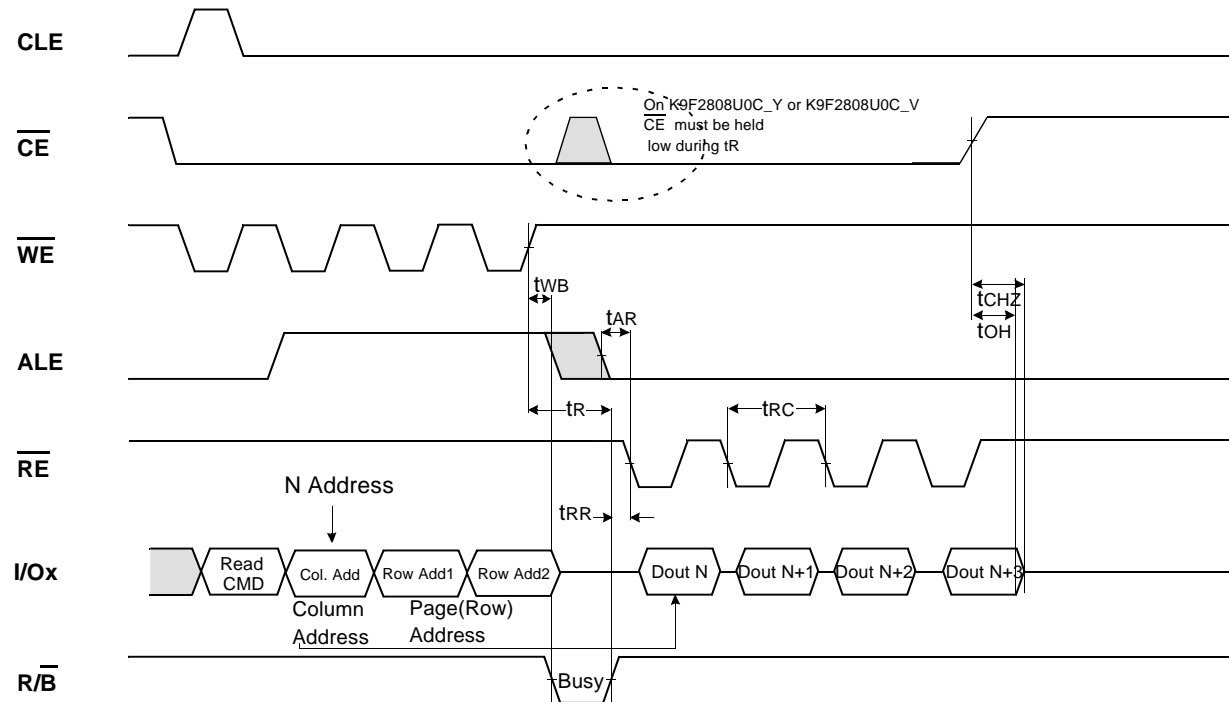 CLE
On K9F2808U0C_Y or K9F2808U0C_V
CE must be held
low during tR
CE
WE
tWB
tCHZ
tAR
tOH
ALE
tR
tRC
RE
N Address
tRR
I/Ox
Read
CMD
Col. Add
Row Add1
Row Add2
Dout N
Dout N+1
Dout N+2
Dout N+3
Column
Address
Page(Row)
Address
R/B
Busy